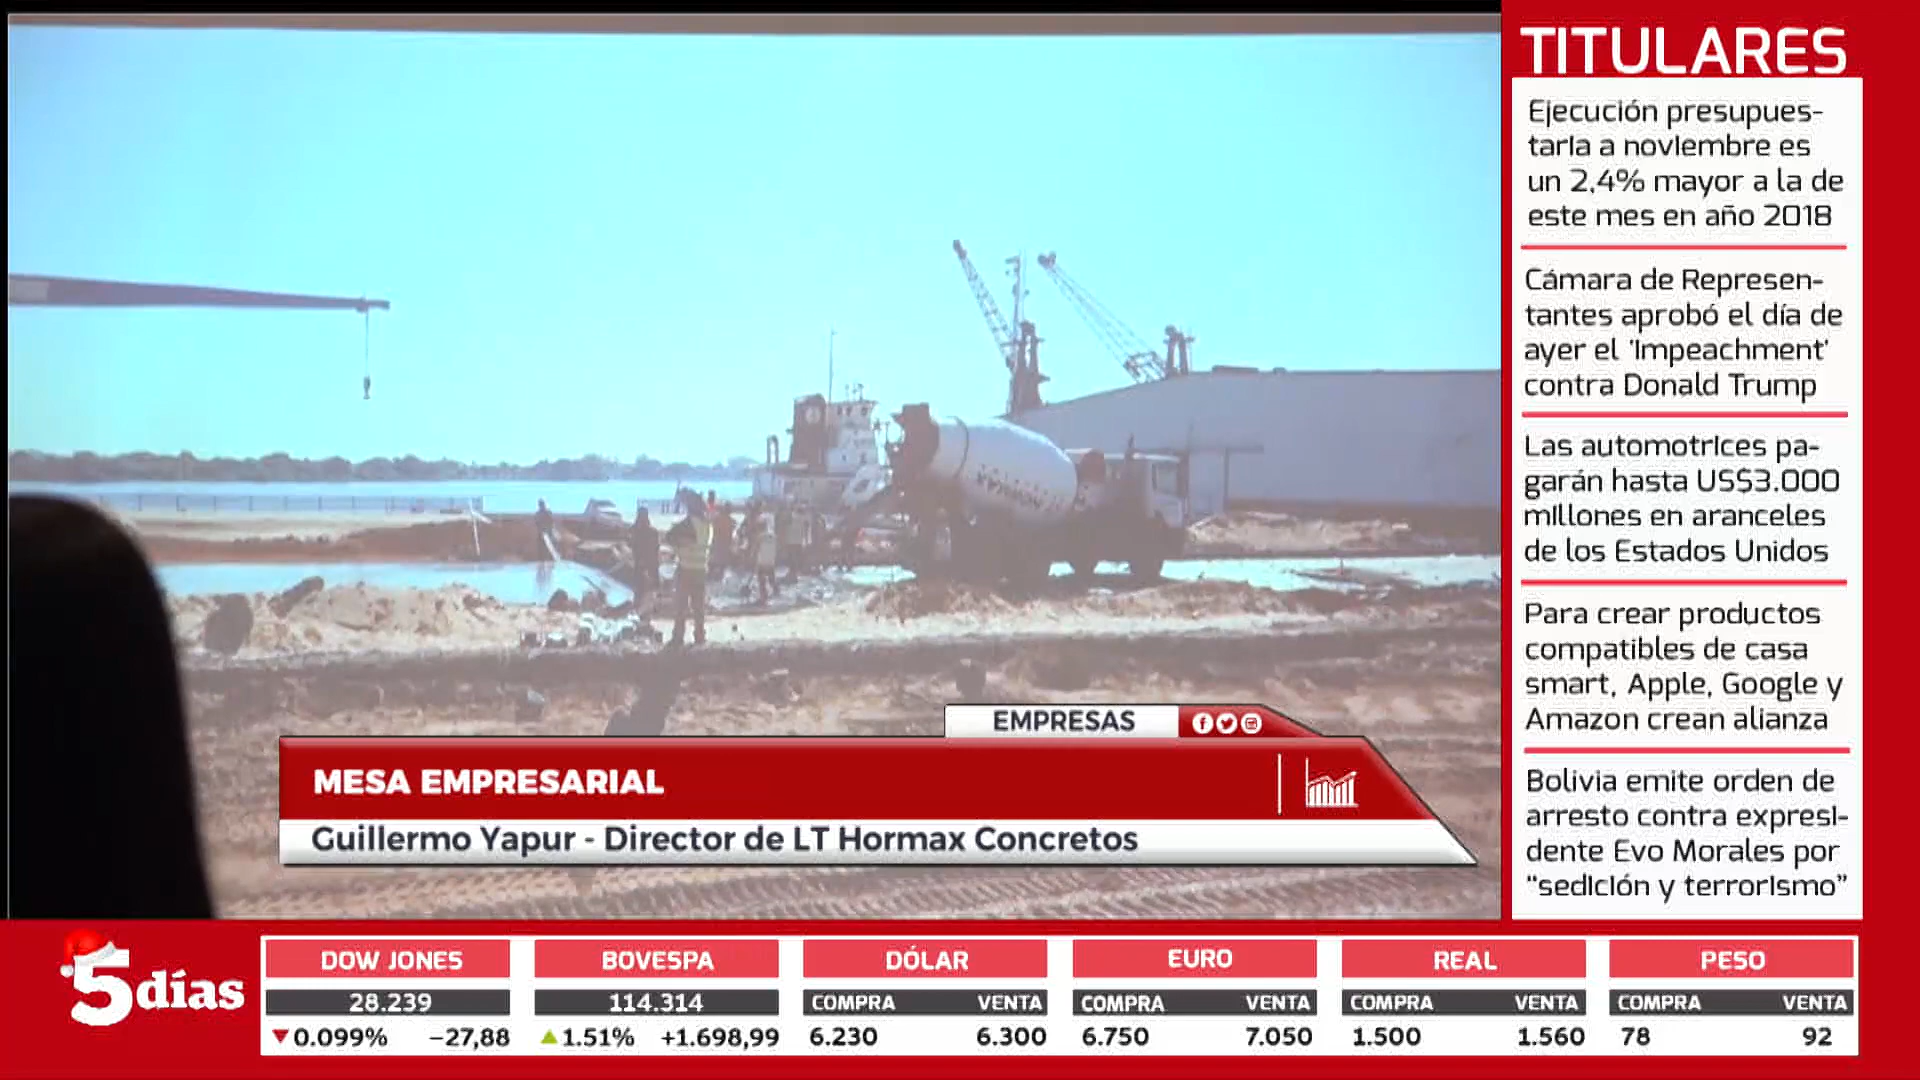 TITULARES
Ejecución presupues-
taria a noviembre es
un 2,4% mayor a la de
este mes en año 2018
Cámara de Represen-
tantes aprobó el día de
ayer el 'Impeachment'
contra Donald Trump
Las automotrices pa-
garán hasta US$3.000
millones en aranceles
de los Estados Unidos
Para crear productos
compatibles de casa
smart, Apple, Google y
Amazon crean alianza
Bolivia emite orden de
arresto contra expresi-
dente Evo Morales por
“sedición y terrorismo”
EMPRESAS
MESA EMPRESARIAL
Guillermo Yapur - Director de LT Hormax Concretos
5días
DOW JONES
28.239
0.099% −27,88
BOVESPA
114.314
1.51% +1.698,99
DÓLAR
COMPRA VENTA
6.230 6.300
EURO
COMPRA VENTA
6.750 7.050
REAL
COMPRA VENTA
1.500 1.560
PESO
COMPRA VENTA
78 92